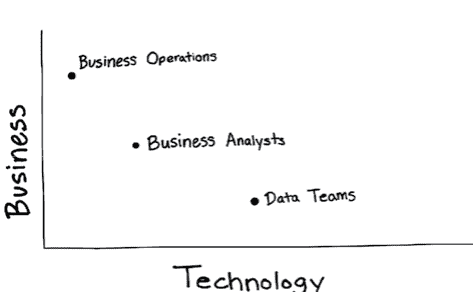 Business Operations
Business Analysts
Data Teams
Business
Technology